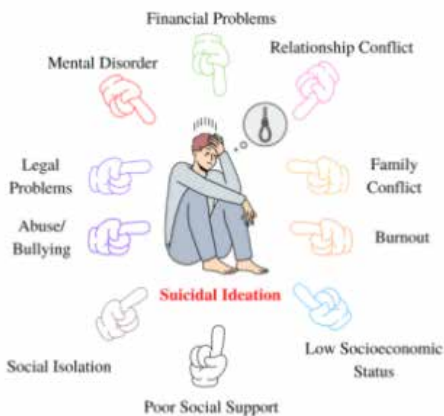 Financial Problems
Mental Disorder
Relationship Conflict
Legal
Problems
Family
Conflict
Abuse/
Bullying
Burnout
Suicidal Ideation
Social Isolation
Low Socioeconomic
Status
Poor Social Support